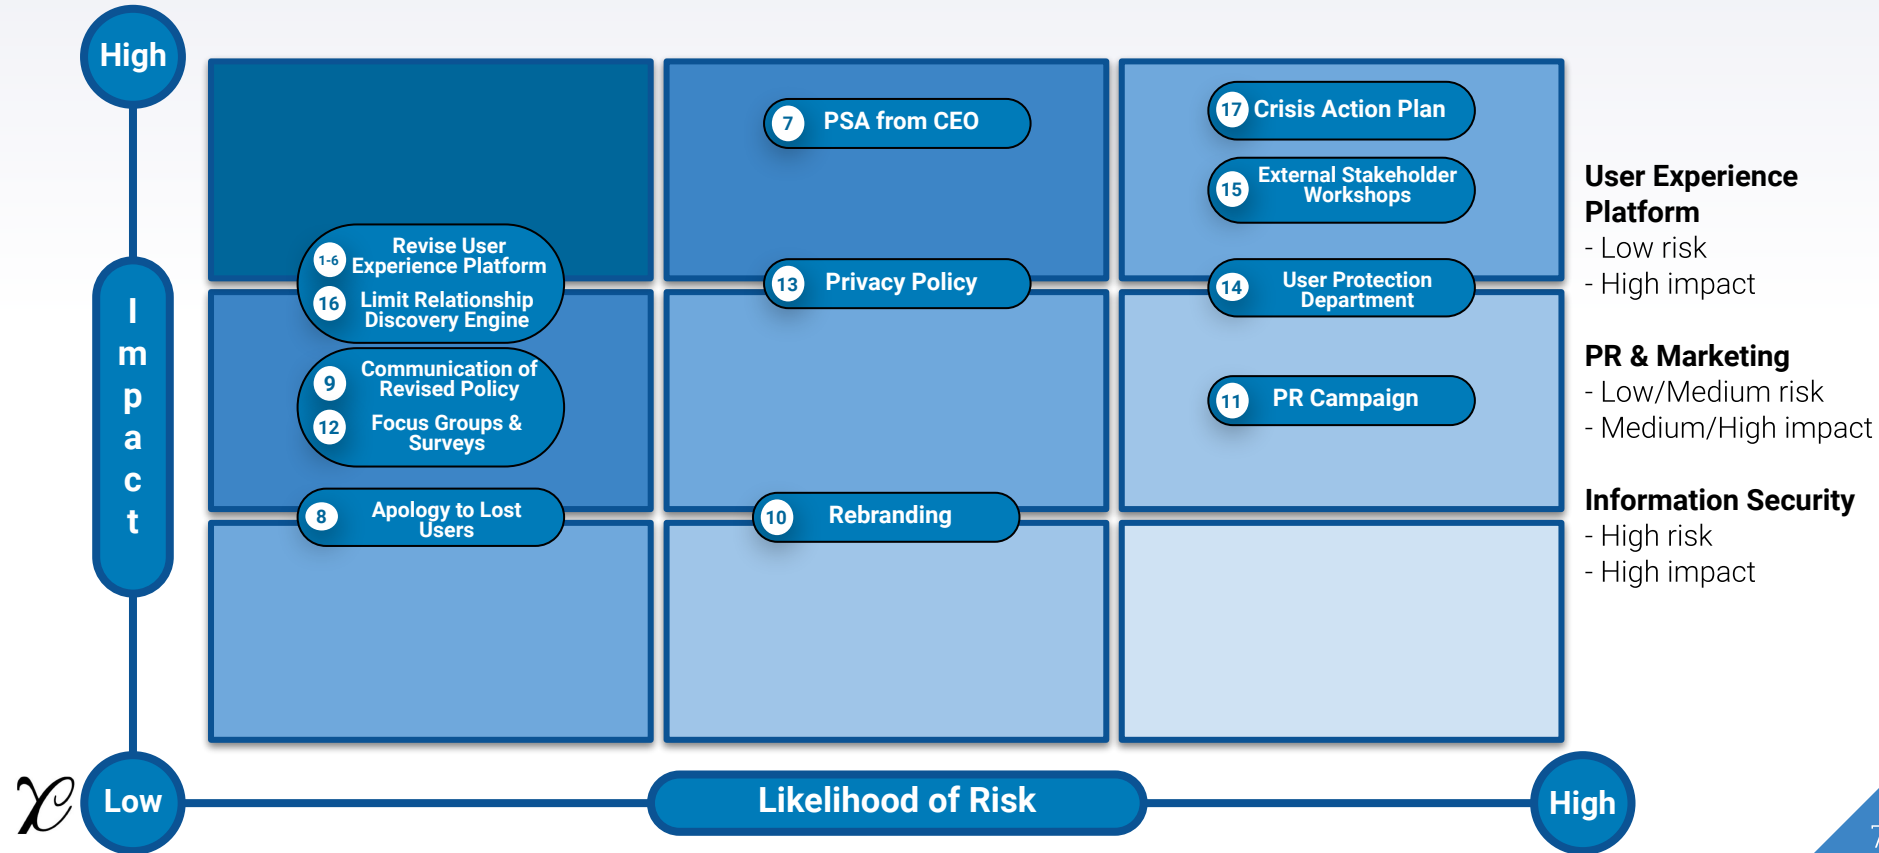 High
7 PSA from CEO
17 Crisis Action Plan
15 External Stakeholder
Workshops
1-6 Revise User
Experience Platform
16 Limit Relationship
Discovery Engine
13 Privacy Policy
14 User Protection
Department
9 Communication of
Revised Policy
12 Focus Groups &
Surveys
11 PR Campaign
8 Apology to Lost
Users
10 Rebranding
I
m
p
a
c
t
User Experience
Platform
- Low risk
- High impact
PR & Marketing
- Low/Medium risk
- Medium/High impact
Information Security
- High risk
- High impact
Low
Likelihood of Risk
High
7